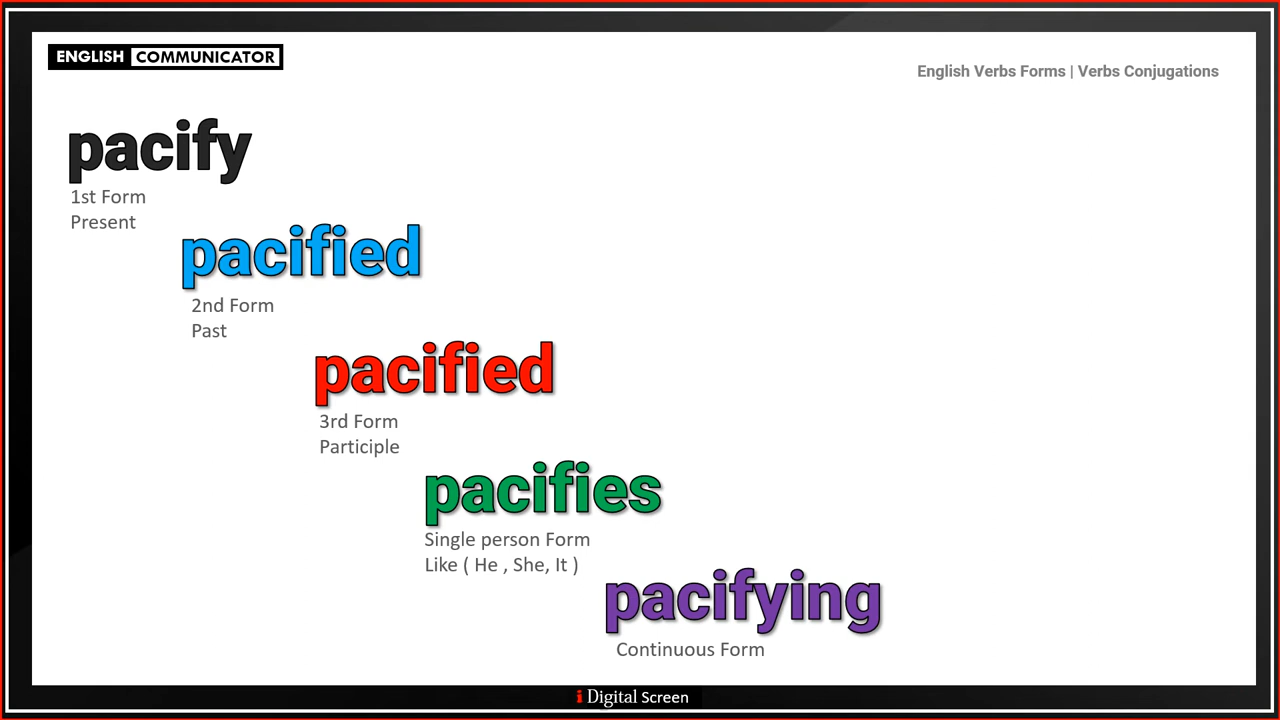 ENGLISH COMMUNICATOR
English Verbs Forms | Verbs Conjugations
pacify
1st Form
Present
pacified
2nd Form
Past
pacified
3rd Form
Participle
pacifies
Single person Form
Like ( He , She, It )
pacifying
Continuous Form
i Digital Screen